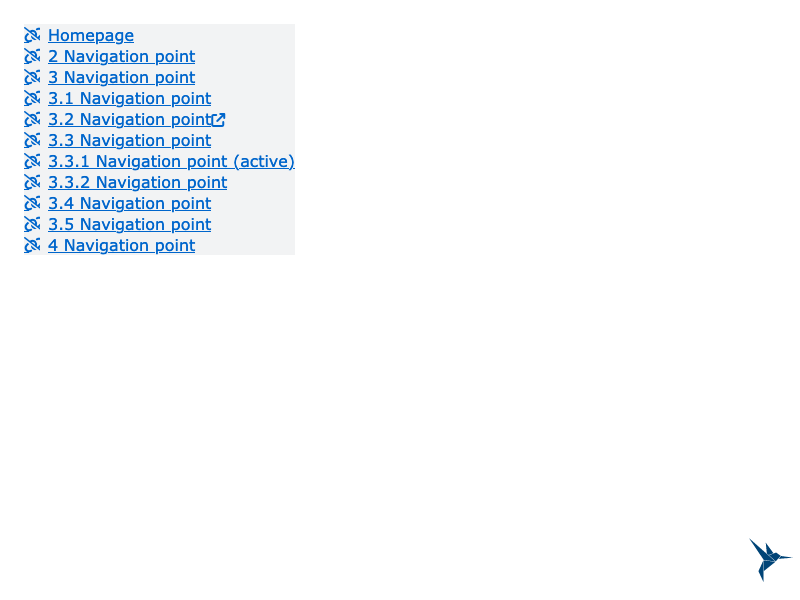 Homepage
2 Navigation point
3 Navigation point
3.1 Navigation point
3.2 Navigation point
3.3 Navigation point
3.3.1 Navigation point (active)
3.3.2 Navigation point
3.4 Navigation point
3.5 Navigation point
4 Navigation point